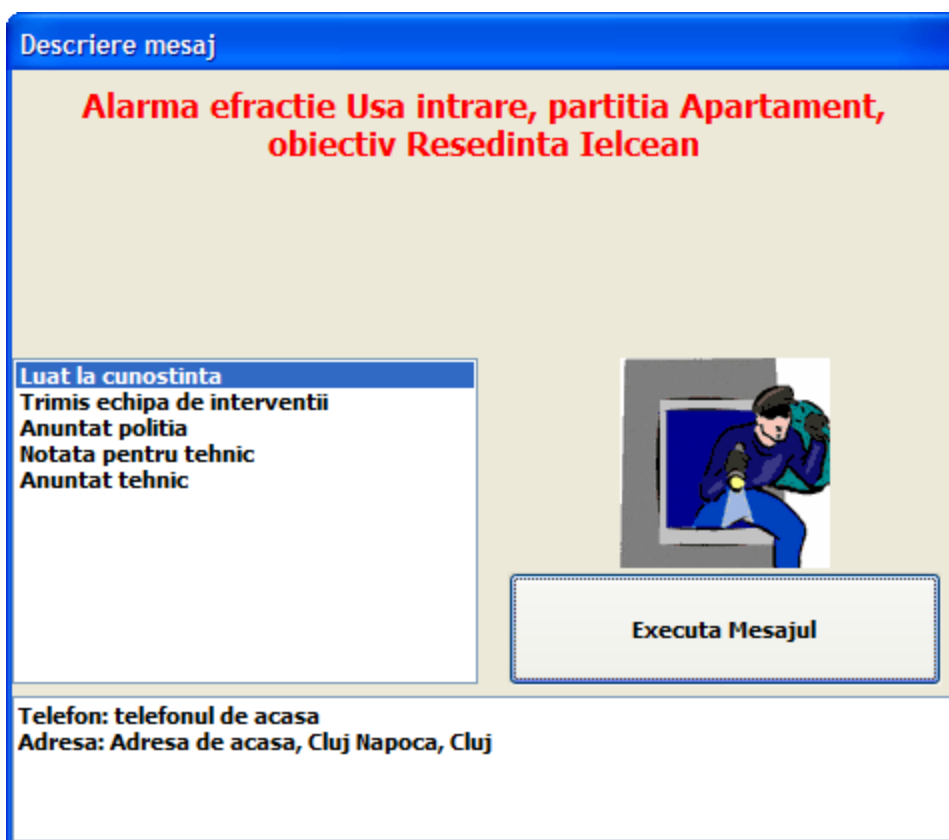 Descriere mesaj
Alarma efractie Usa intrare, partitia Apartament,
obiectiv Resedinta Ielcean
Luat la cunostinta
Trimis echipa de interventii
Anuntat politia
Notata pentru tehnic
Anuntat tehnic
Executa Mesajul
Telefon: telefonul de acasa
Adresa: Adresa de acasa, Cluj Napoca, Cluj